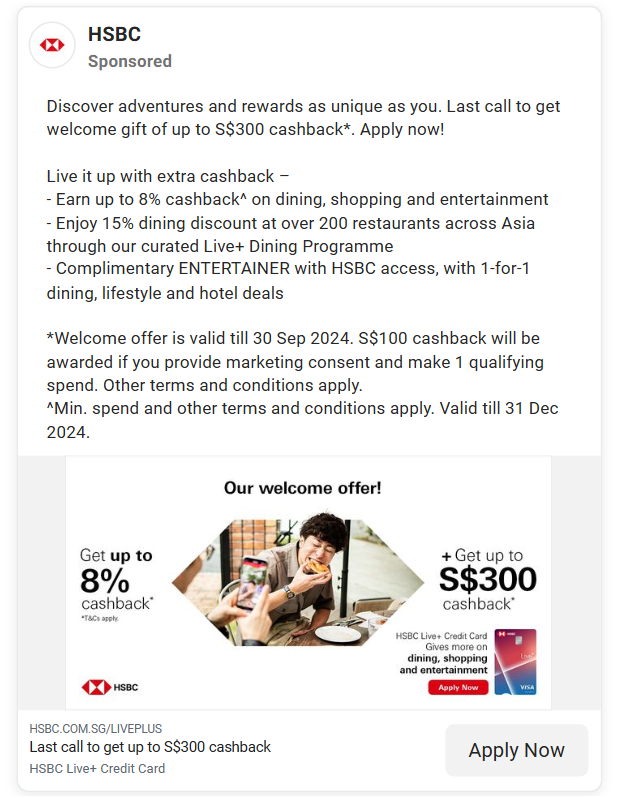 HSBC
Sponsored
Discover adventures and rewards as unique as you. Last call to get
welcome gift of up to S$300 cashback*. Apply now!
Live it up with extra cashback –
- Earn up to 8% cashback^ on dining, shopping and entertainment
- Enjoy 15% dining discount at over 200 restaurants across Asia
through our curated Live+ Dining Programme
- Complimentary ENTERTAINER with HSBC access, with 1-for-1
dining, lifestyle and hotel deals
*Welcome offer is valid till 30 Sep 2024. S$100 cashback will be
awarded if you provide marketing consent and make 1 qualifying
spend. Other terms and conditions apply.
^Min. spend and other terms and conditions apply. Valid till 31 Dec
2024.
Our welcome offer!
Get up to
8%
cashback*
*T&Cs apply.
+ Get up to
S$300
cashback*
HSBC Live+ Credit Card
Gives more on
dining, shopping
and entertainment
Apply Now
HSBC
Live+
VISA
HSBC
HSBC.COM.SG/LIVEPLUS
Last call to get up to S$300 cashback
HSBC Live+ Credit Card
Apply Now